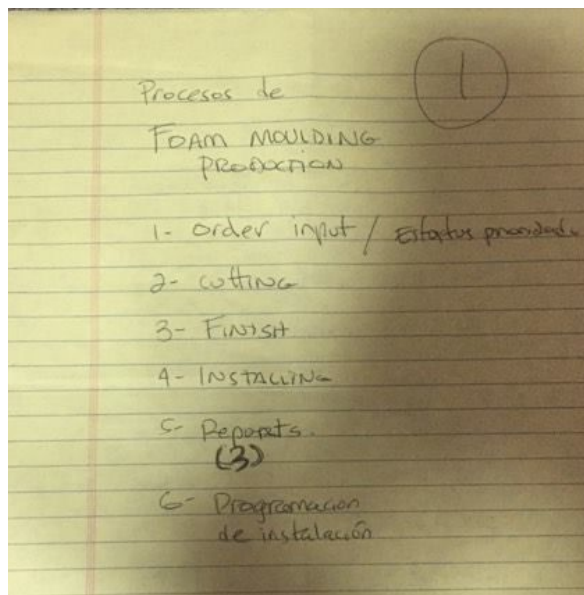 1
Procesos de
FOAM MOULDING
PRODUCTION
1- order input / Estatus prioridad
2- cutting
3- FINISH
4- INSTALLING
5- Reporets.
(3)
6- Programacion
de instalación